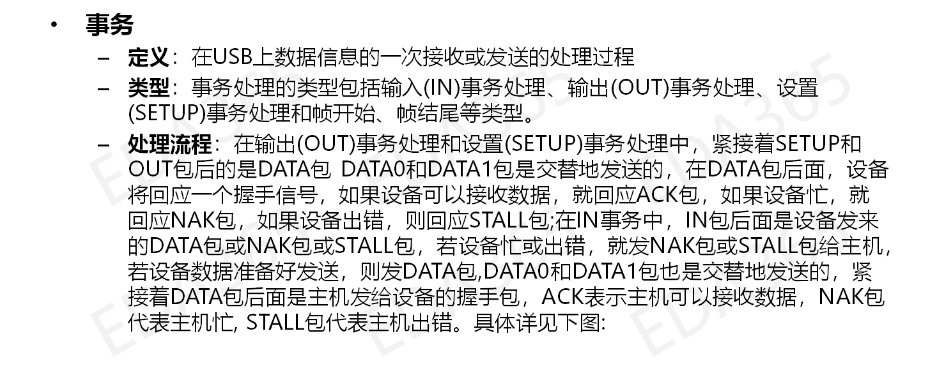 • 事务
– 定义：在USB上数据信息的一次接收或发送的处理过程
– 类型：事务处理的类型包括输入(IN)事务处理、输出(OUT)事务处理、设置
(SETUP)事务处理和帧开始、帧结尾等类型。
– 处理流程：在输出(OUT)事务处理和设置(SETUP)事务处理中，紧接着SETUP和
OUT包后的是DATA包 DATA0和DATA1包是交替地发送的，在DATA包后面，设备
将回应一个握手信号，如果设备可以接收数据，就回应ACK包，如果设备忙，就
回应NAK包，如果设备出错，则回应STALL包;在IN事务中，IN包后面是设备发来
的DATA包或NAK包或STALL包，若设备忙或出错，就发NAK包或STALL包给主机，
若设备数据准备好发送，则发DATA包,DATA0和DATA1包也是交替地发送的，紧
接着DATA包后面是主机发给设备的握手包，ACK表示主机可以接收数据，NAK包
代表主机忙, STALL包代表主机出错。具体详见下图:
EDA365
EDA365
EDA365
EDA365
EDA365
EDA365